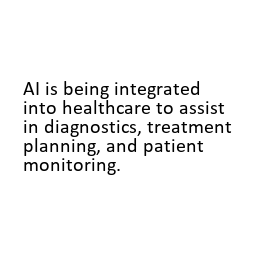 AI is being integrated
into healthcare to assist
in diagnostics, treatment
planning, and patient
monitoring.